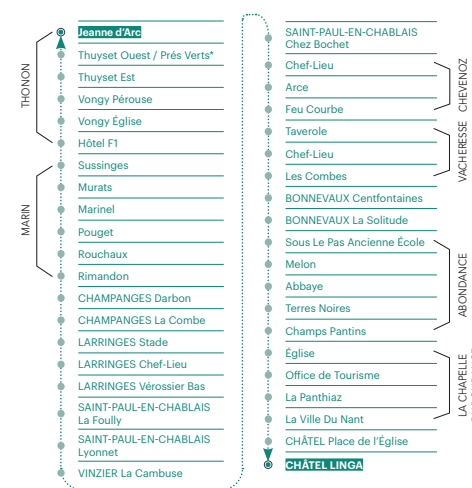 THONON
Jeanne d’Arc
Thuyset Ouest / Prés Verts*
Thuyset Est
Vongy Pérouse
Vongy Église
Hôtel F1
MARIN
Sussinges
Murats
Marinel
Pouget
Rouchaux
Rimandon
CHAMPANGES Darbon
CHAMPANGES La Combe
LARRINGES Stade
LARRINGES Chef-Lieu
LARRINGES Vérossier Bas
SAINT-PAUL-EN-CHABLAIS
La Foully
SAINT-PAUL-EN-CHABLAIS
Lyonnet
VINZIER La Cambuse
SAINT-PAUL-EN-CHABLAIS
Chez Bochet
CHEVENOZ
Chef-Lieu
Arce
Feu Courbe
VACHERESSE
Taverole
Chef-Lieu
Les Combes
BONNEVAUX Centfontaines
BONNEVAUX La Solitude
ABONDANCE
Sous Le Pas Ancienne École
Melon
Abbaye
Terres Noires
Champs Pantins
LA CHAPELLE
Église
Office de Tourisme
La Panthiaz
La Ville Du Nant
CHÂTEL Place de l’Église
CHÂTEL LINGA